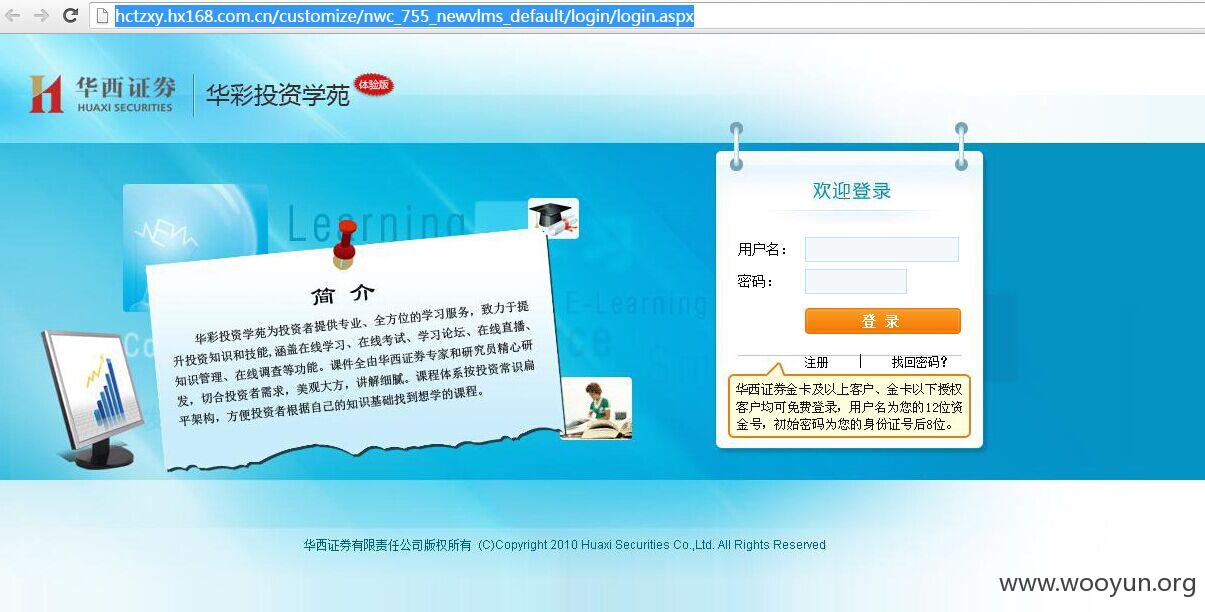 hctzxy.hx168.com.cn/customize/nwc_755_newvlms_default/login/login.aspx
华西证券
HUAXI SECURITIES
华彩投资学苑
体验版
Learning
E-Learning
简 介
华彩投资学苑为投资者提供专业、全方位的学习服务，致力于提
升投资知识和技能,涵盖在线学习、在线考试、学习论坛、在线直播、
知识管理、在线调查等功能。课件全由华西证券专家和研究员精心研
发，切合投资者需求，美观大方，讲解细腻。课程体系按投资常识扁
平架构，方便投资者根据自己的知识基础找到想学的课程。
欢迎登录
用户名：
密码：
登 录
注册 | 找回密码?
华西证券金卡及以上客户、金卡以下授权
客户均可免费登录，用户名为您的12位资
金号，初始密码为您的身份证号后8位。
华西证券有限责任公司版权所有 (C)Copyright 2010 Huaxi Securities Co.,Ltd. All Rights Reserved
www.wooyun.org